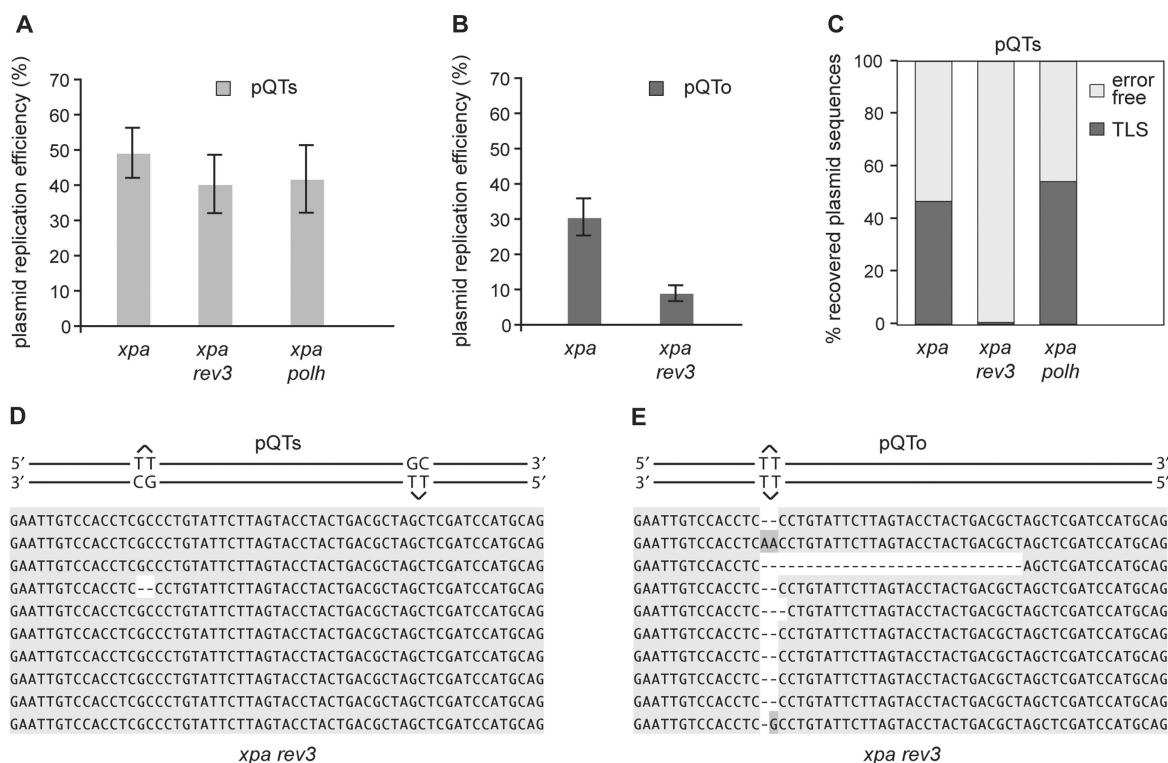 A
plasmid replication efficiency (%)
pQTs
70
60
50
40
30
20
10
0
xpa
xpa
rev3
xpa
polh
B
plasmid replication efficiency (%)
pQTo
70
60
50
40
30
20
10
0
xpa
xpa
rev3
C
pQTs
% recovered plasmid sequences
100
80
60
40
20
0
error
free
TLS
xpa
xpa
rev3
xpa
polh
D
pQTs
5′ TT GC 3′
3′ CG TT 5′
GAATTGTCCACCTCGCCCTGTATTCTTAGTACCTACTGACGCTAGCTCGATCCATGCAG
GAATTGTCCACCTCGCCCTGTATTCTTAGTACCTACTGACGCTAGCTCGATCCATGCAG
GAATTGTCCACCTCGCCCTGTATTCTTAGTACCTACTGACGCTAGCTCGATCCATGCAG
GAATTGTCCACCTC--CCTGTATTCTTAGTACCTACTGACGCTAGCTCGATCCATGCAG
GAATTGTCCACCTCGCCCTGTATTCTTAGTACCTACTGACGCTAGCTCGATCCATGCAG
GAATTGTCCACCTCGCCCTGTATTCTTAGTACCTACTGACGCTAGCTCGATCCATGCAG
GAATTGTCCACCTCGCCCTGTATTCTTAGTACCTACTGACGCTAGCTCGATCCATGCAG
GAATTGTCCACCTCGCCCTGTATTCTTAGTACCTACTGACGCTAGCTCGATCCATGCAG
GAATTGTCCACCTCGCCCTGTATTCTTAGTACCTACTGACGCTAGCTCGATCCATGCAG
GAATTGTCCACCTCGCCCTGTATTCTTAGTACCTACTGACGCTAGCTCGATCCATGCAG
xpa rev3
E
pQTo
5′ TT 3′
3′ TT 5′
GAATTGTCCACCTC--CCTGTATTCTTAGTACCTACTGACGCTAGCTCGATCCATGCAG
GAATTGTCCACCTCAACCTGTATTCTTAGTACCTACTGACGCTAGCTCGATCCATGCAG
GAATTGTCCACCTC-----------------------------AGCTCGATCCATGCAG
GAATTGTCCACCTC--CCTGTATTCTTAGTACCTACTGACGCTAGCTCGATCCATGCAG
GAATTGTCCACCTC---CTGTATTCTTAGTACCTACTGACGCTAGCTCGATCCATGCAG
GAATTGTCCACCTC--CCTGTATTCTTAGTACCTACTGACGCTAGCTCGATCCATGCAG
GAATTGTCCACCTC--CCTGTATTCTTAGTACCTACTGACGCTAGCTCGATCCATGCAG
GAATTGTCCACCTC--CCTGTATTCTTAGTACCTACTGACGCTAGCTCGATCCATGCAG
GAATTGTCCACCTC--CCTGTATTCTTAGTACCTACTGACGCTAGCTCGATCCATGCAG
GAATTGTCCACCTC-GCCTGTATTCTTAGTACCTACTGACGCTAGCTCGATCCATGCAG
xpa rev3